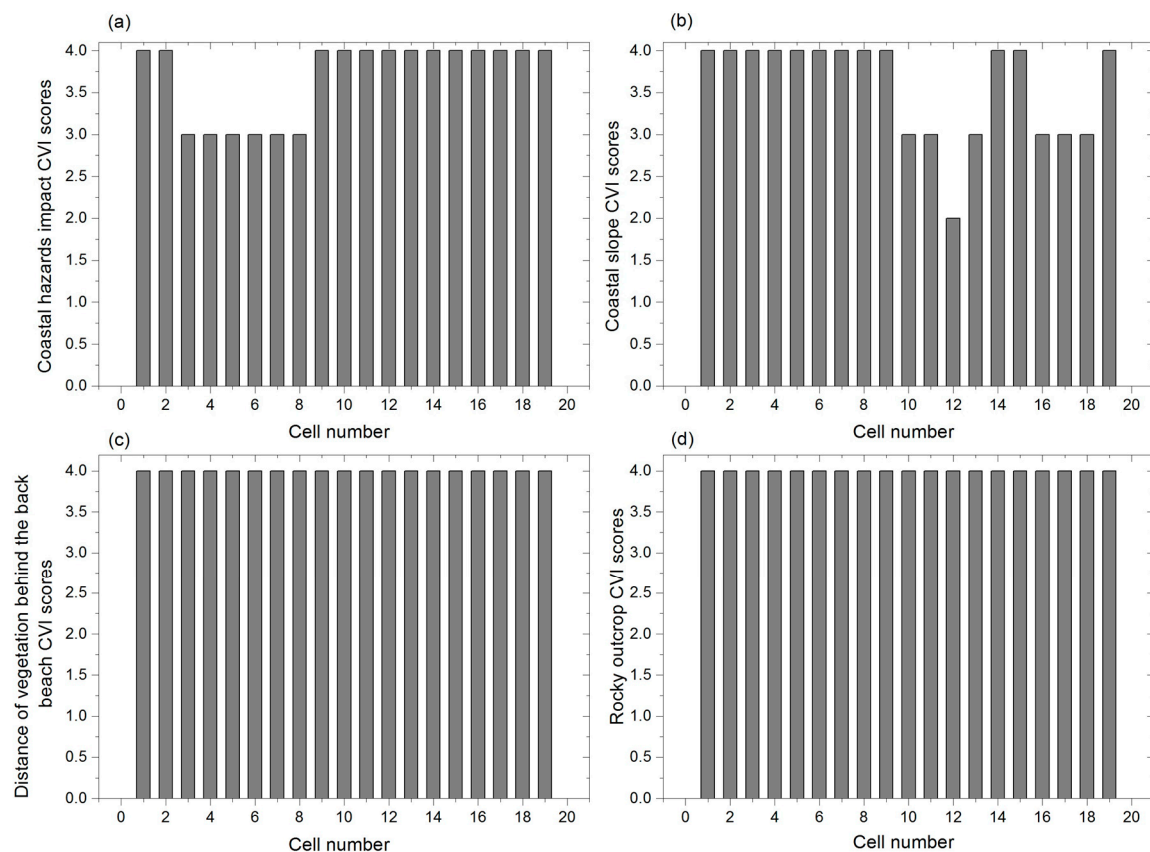 (a)
Coastal hazards impact CVI scores
4.0
3.5
3.0
2.5
2.0
1.5
1.0
0.5
0.0
0 2 4 6 8 10 12 14 16 18 20
Cell number
(b)
Coastal slope CVI scores
4.0
3.5
3.0
2.5
2.0
1.5
1.0
0.5
0.0
0 2 4 6 8 10 12 14 16 18 20
Cell number
(c)
Distance of vegetation behind the back
beach CVI scores
4.0
3.5
3.0
2.5
2.0
1.5
1.0
0.5
0.0
0 2 4 6 8 10 12 14 16 18 20
Cell number
(d)
Rocky outcrop CVI scores
4.0
3.5
3.0
2.5
2.0
1.5
1.0
0.5
0.0
0 2 4 6 8 10 12 14 16 18 20
Cell number